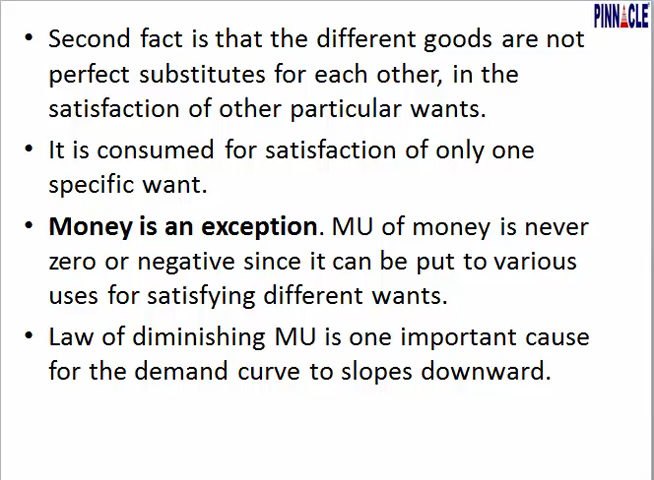 PINNACLE
• Second fact is that the different goods are not
perfect substitutes for each other, in the
satisfaction of other particular wants.
• It is consumed for satisfaction of only one
specific want.
• Money is an exception. MU of money is never
zero or negative since it can be put to various
uses for satisfying different wants.
• Law of diminishing MU is one important cause
for the demand curve to slopes downward.